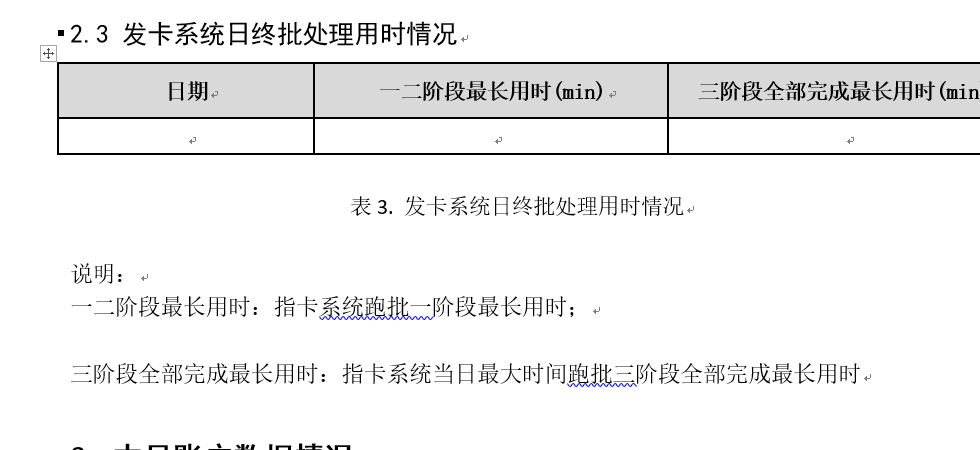 2.3 发卡系统日终批处理用时情况
日期 一二阶段最长用时(min) 三阶段全部完成最长用时(min
表 3. 发卡系统日终批处理用时情况
说明：
一二阶段最长用时：指卡系统跑批一阶段最长用时；
三阶段全部完成最长用时：指卡系统当日最大时间跑批三阶段全部完成最长用时